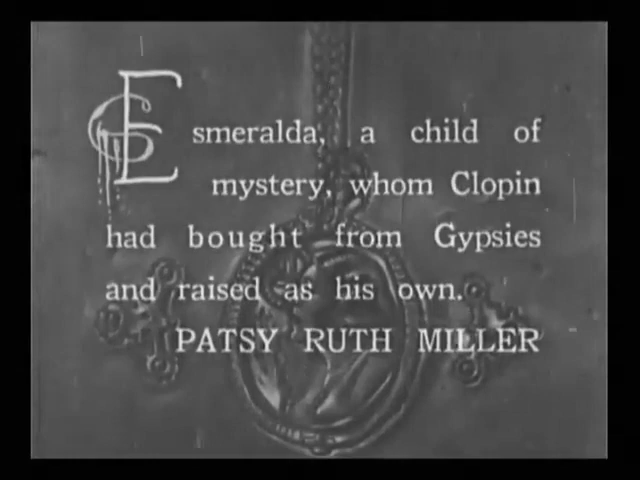 Esmeralda, a child of
mystery, whom Clopin
had bought from Gypsies
and raised as his own.
PATSY RUTH MILLER